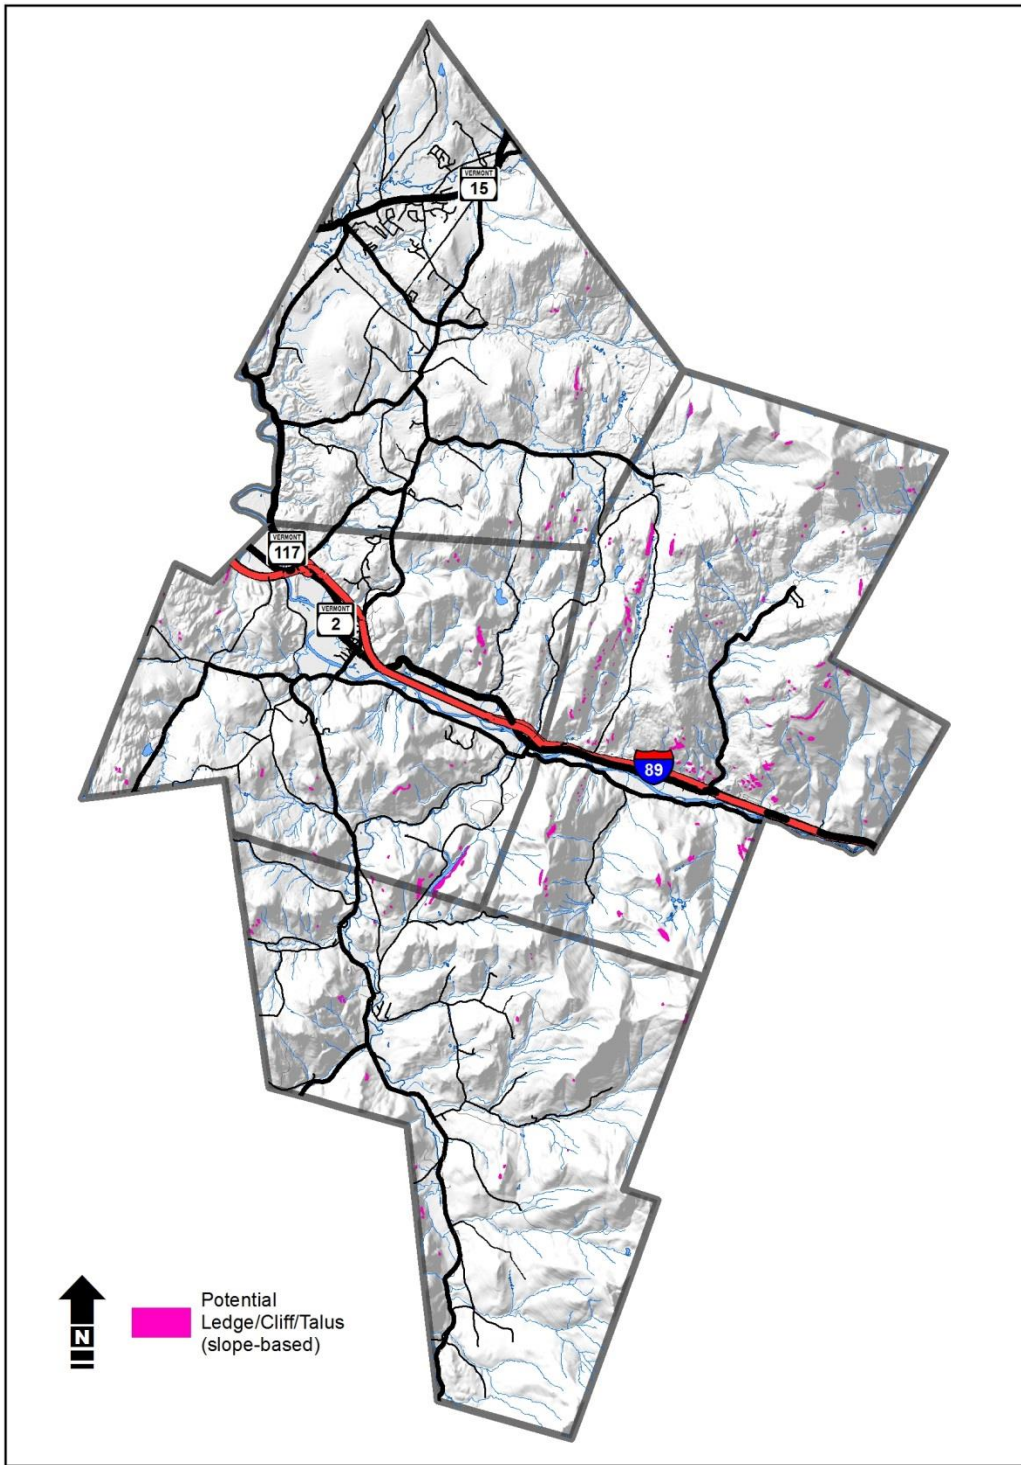 VERMONT
15
VERMONT
117
VERMONT
2
89
N
Potential
Ledge/Cliff/Talus
(slope-based)